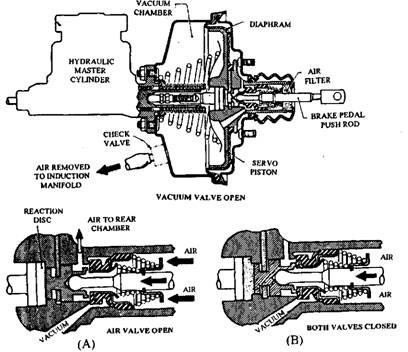 VACUUM
CHAMBER
DIAPHRAM
HYDRAULIC
MASTER
CYLINDER
AIR
FILTER
BRAKE PEDAL
PUSH ROD
CHECK
VALVE
AIR REMOVED
TO INDUCTION
MANIFOLD
SERVO
PISTON
VACUUM VALVE OPEN
REACTION
DISC
AIR TO REAR
CHAMBER
AIR
AIR
VACUUM
AIR VALVE OPEN
(A)
AIR
AIR
VACUUM
BOTH VALVES CLOSED
(B)